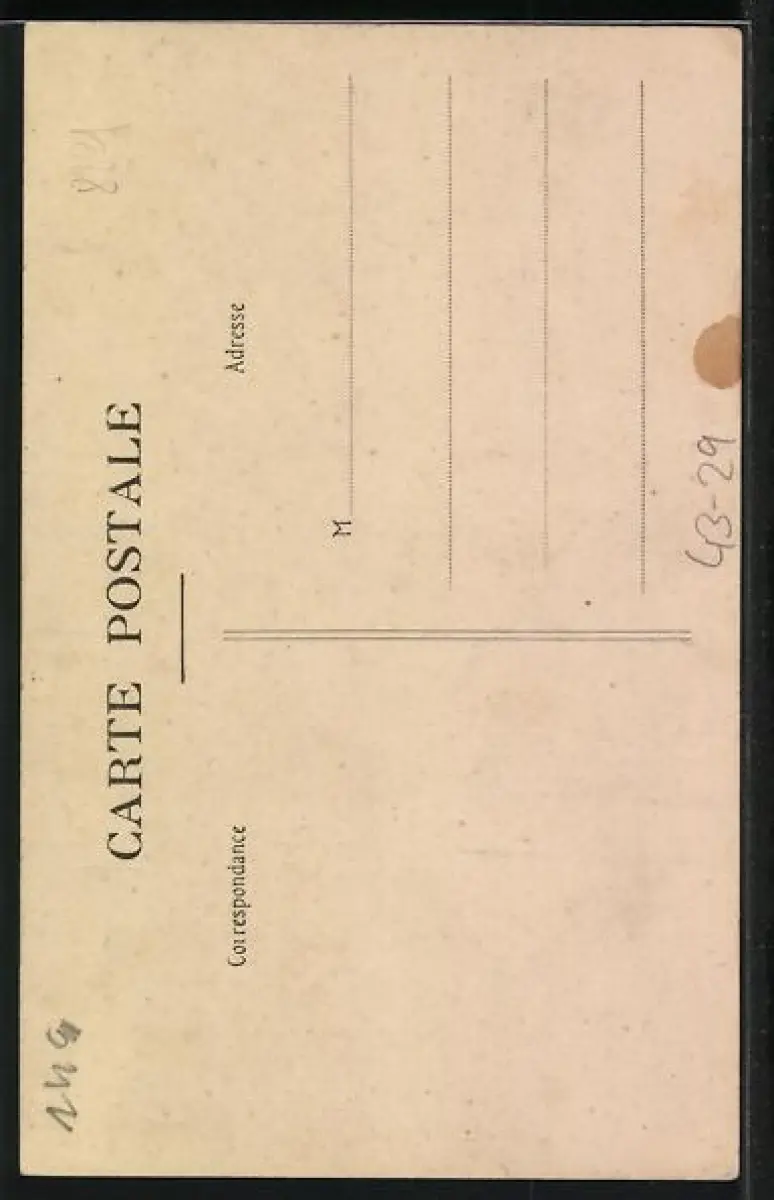 CARTE POSTALE
Correspondance
Adresse
M
43-29